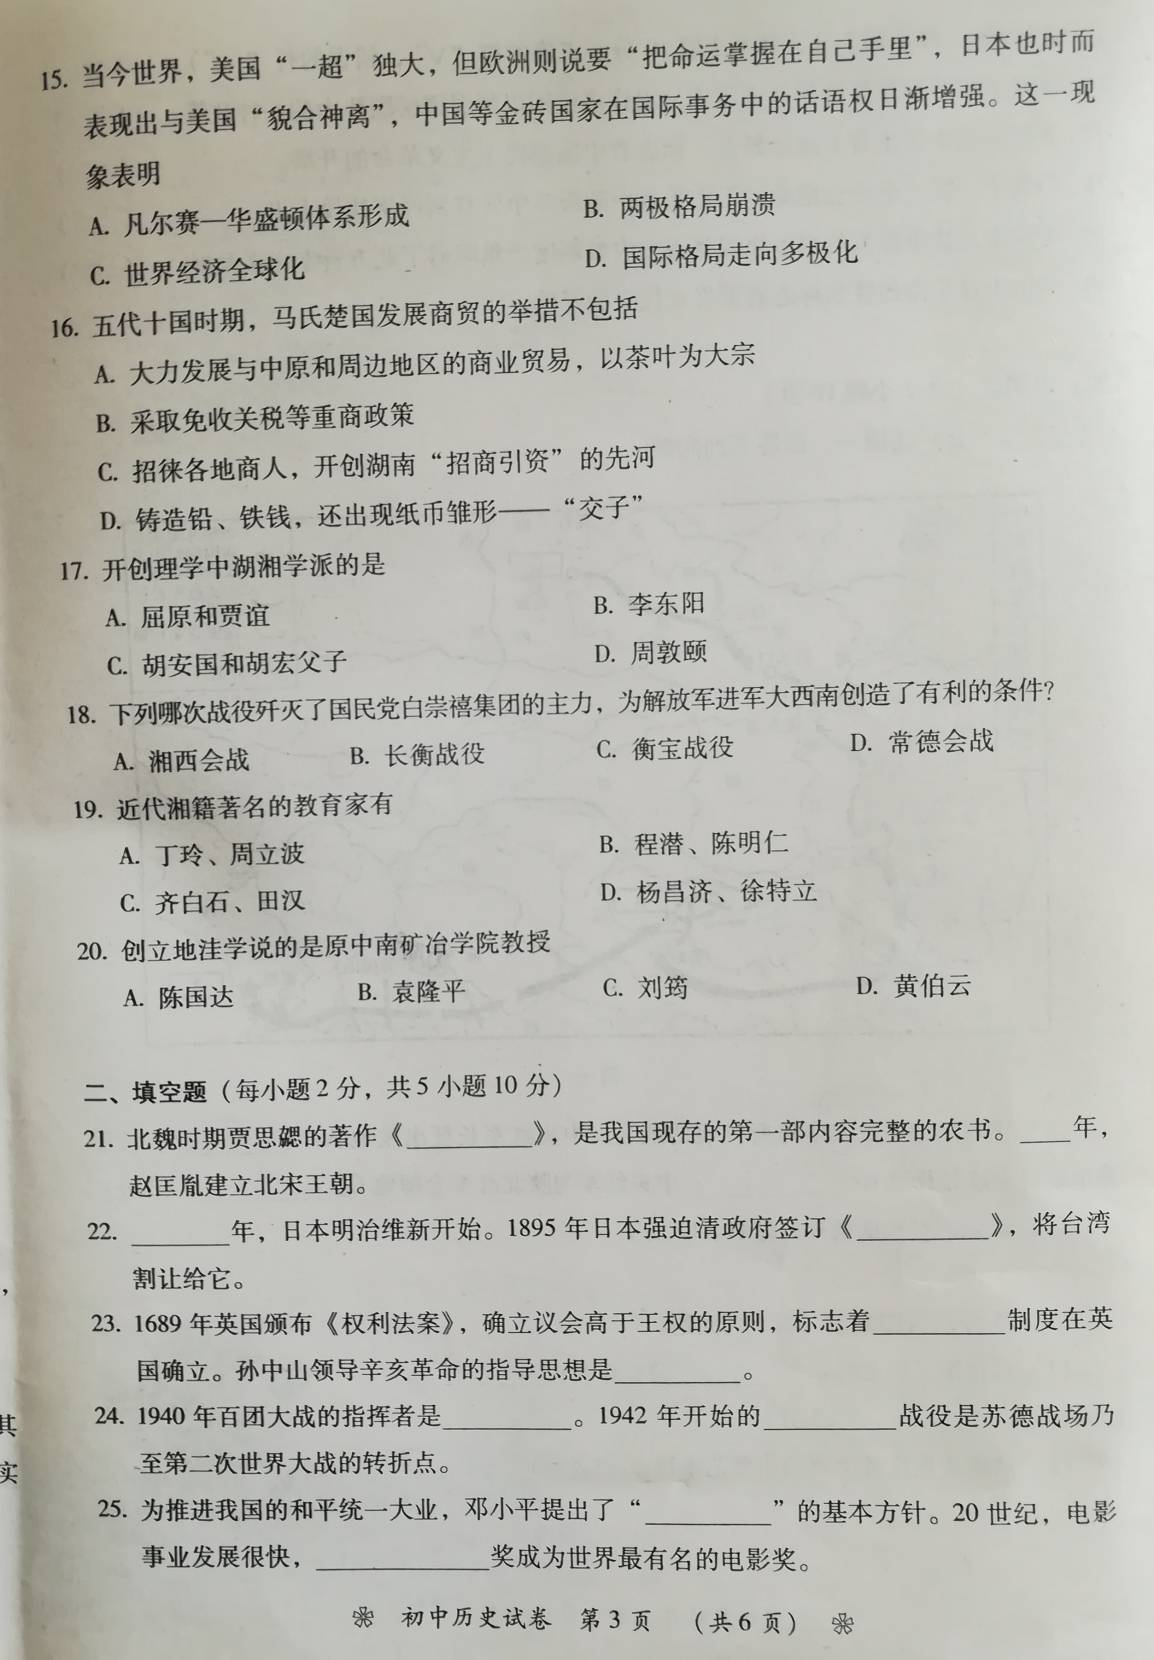 15. 当今世界，美国“一超”独大，但欧洲则说要“把命运掌握在自己手里”，日本也时而
表现出与美国“貌合神离”，中国等金砖国家在国际事务中的话语权日渐增强。这一现
象表明
A. 凡尔赛—华盛顿体系形成 B. 两极格局崩溃
C. 世界经济全球化 D. 国际格局走向多极化
16. 五代十国时期，马氏楚国发展商贸的举措不包括
A. 大力发展与中原和周边地区的商业贸易，以茶叶为大宗
B. 采取免收关税等重商政策
C. 招徕各地商人，开创湖南“招商引资”的先河
D. 铸造铅、铁钱，还出现纸币雏形——“交子”
17. 开创理学中湖湘学派的是
A. 屈原和贾谊 B. 李东阳
C. 胡安国和胡宏父子 D. 周敦颐
18. 下列哪次战役歼灭了国民党白崇禧集团的主力，为解放军进军大西南创造了有利的条件？
A. 湘西会战 B. 长衡战役 C. 衡宝战役 D. 常德会战
19. 近代湘籍著名的教育家有
A. 丁玲、周立波 B. 程潜、陈明仁
C. 齐白石、田汉 D. 杨昌济、徐特立
20. 创立地洼学说的是原中南矿冶学院教授
A. 陈国达 B. 袁隆平 C. 刘筠 D. 黄伯云
二、填空题（每小题2分，共5小题10分）
21. 北魏时期贾思勰的著作《__________》，是我国现存的第一部内容完整的农书。____年，
赵匡胤建立北宋王朝。
22. ________年，日本明治维新开始。1895年日本强迫清政府签订《__________》，将台湾
割让给它。
23. 1689年英国颁布《权利法案》，确立议会高于王权的原则，标志着__________制度在英
国确立。孙中山领导辛亥革命的指导思想是__________。
24. 1940年百团大战的指挥者是__________。1942年开始的__________战役是苏德战场乃
至第二次世界大战的转折点。
25. 为推进我国的和平统一大业，邓小平提出了“__________”的基本方针。20世纪，电影
事业发展很快，______________奖成为世界最有名的电影奖。
，
其
实
初中历史试卷 第3页 （共6页）